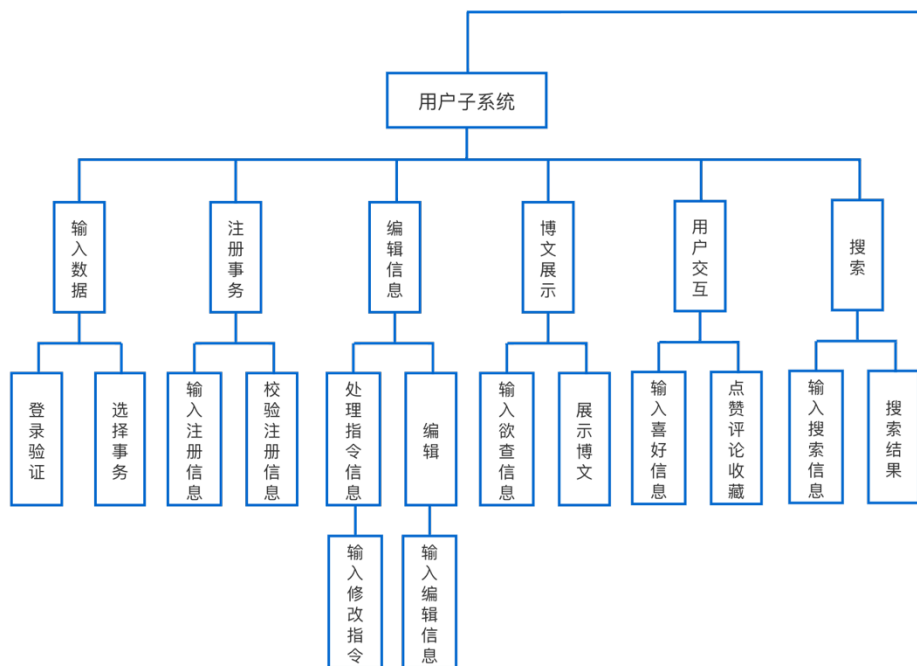 用户子系统
输入数据
注册事务
编辑信息
博文展示
用户交互
搜索
登录验证
选择事务
输入注册信息
校验注册信息
处理指令信息
编辑
输入欲查信息
展示博文
输入喜好信息
点赞评论收藏
输入搜索信息
搜索结果
输入修改指令
输入编辑信息